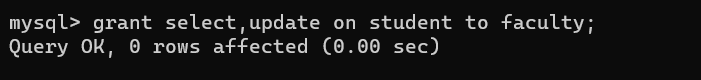 mysql> grant select,update on student to faculty;
Query OK, 0 rows affected (0.00 sec)